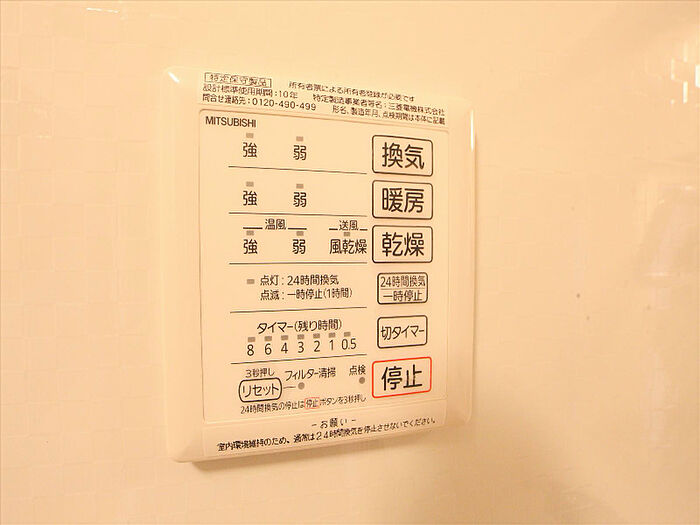 特定保守製品 所有者票による所有者登録が必要です
設計標準使用期間:10年 特定製造事業者等名:三菱電機株式会社
問合せ連絡先:0120-490-499 形名、製造年月、点検期間は本体に記載
MITSUBISHI
強 弱 換気
強 弱 暖房
温風 送風
強 弱 風乾燥 乾燥
点灯:24時間換気 24時間換気
点滅:一時停止(1時間) 一時停止
タイマー(残り時間) 切タイマー
8 6 4 3 2 1 0.5
3秒押し
リセット フィルター清掃 点検 停止
24時間換気の停止は停止ボタンを3秒押し
-お願い-
室内環境維持のため、通常は24時間換気を停止させないでください。